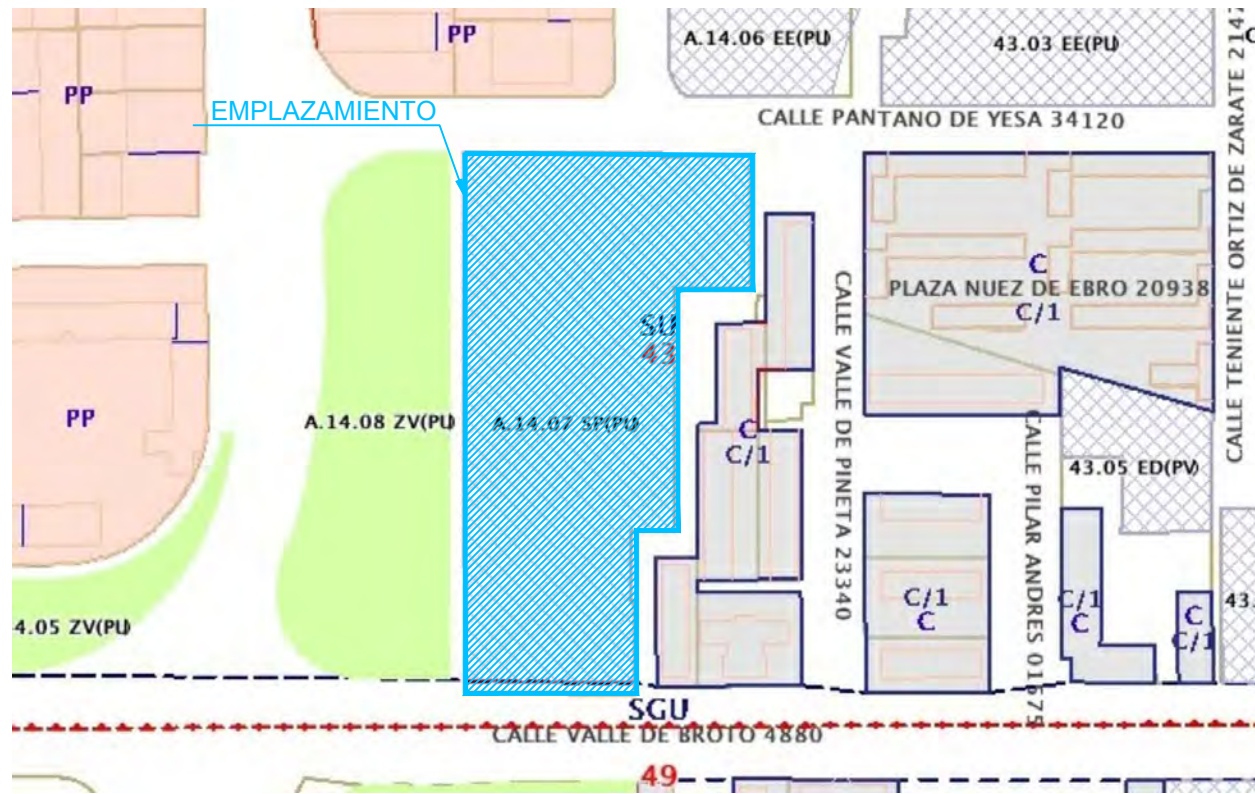 PP
A.14.06 EE(PU)
43.03 EE(PU)
PP
EMPLAZAMIENTO
CALLE PANTANO DE YESA 34120
CALLE TENIENTE ORTIZ DE ZARATE 2147
C
PLAZA NUEZ DE EBRO 20938
C/1
SU
43
CALLE VALLE DE PINETA 23340
PP
A.14.08 ZV(PU)
A.14.07 SP(PU)
C
C/1
CALLE PILAR ANDRES 01675
43.05 ED(PV)
C/1
C
C/1
C
C
C/1
43.
4.05 ZV(PU)
SGU
CALLE VALLE DE BROTO 4880
49